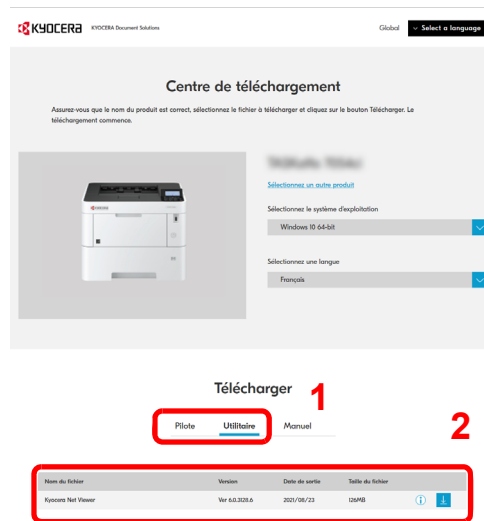 KYOCERA KYOCERA Document Solutions Global Select a language
Centre de téléchargement
Assurez-vous que le nom du produit est correct, sélectionnez le fichier à télécharger et cliquez sur le bouton Télécharger. Le
téléchargement commence.
Sélectionnez un autre produit
Sélectionnez le système d'exploitation
Windows 10 64-bit
Sélectionnez une langue
Français
Télécharger 1
Pilote Utilitaire Manuel 2
Nom du fichier Version Date de sortie Taille du fichier
Kyocera Net Viewer Ver 6.0.3128.6 2021/08/23 126MB